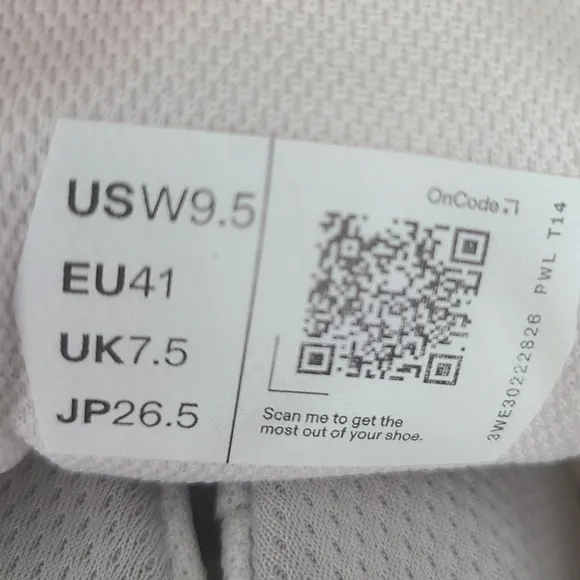 USW9.5
EU41
UK7.5
JP26.5
OnCode
Scan me to get the
most out of your shoe.
3WE30222826 PWL T14